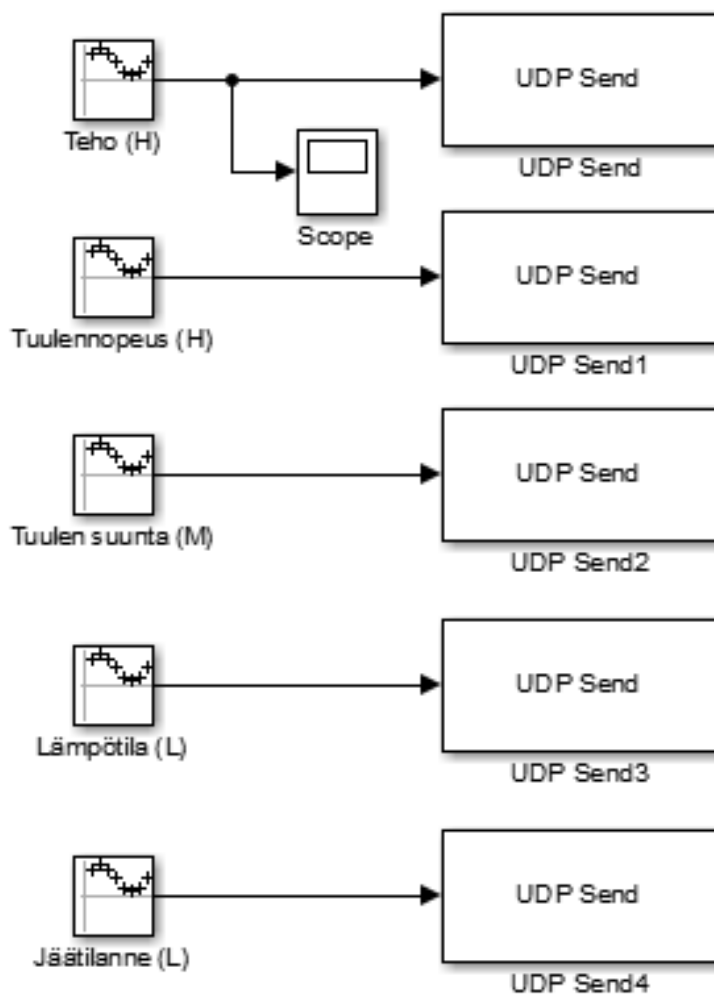 UDP Send
Teho (H)
UDP Send
Scope
UDP Send
Tuulennopeus (H)
UDP Send1
UDP Send
Tuulen suunta (M)
UDP Send2
UDP Send
Lämpötila (L)
UDP Send3
UDP Send
Jäätilanne (L)
UDP Send4